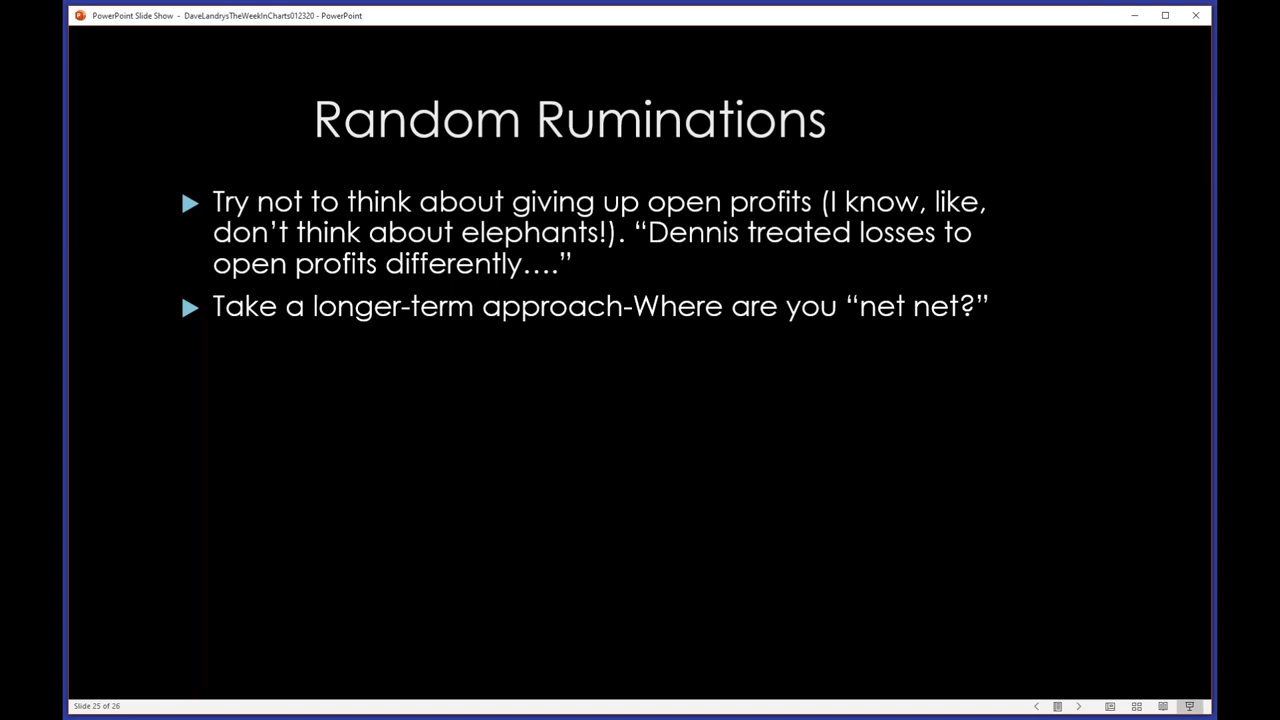 PowerPoint Slide Show - DaveLandrysTheWeekInCharts012320 - PowerPoint
Random Ruminations
Try not to think about giving up open profits (I know, like,
don’t think about elephants!). “Dennis treated losses to
open profits differently….”
Take a longer-term approach-Where are you “net net?”
Slide 25 of 26